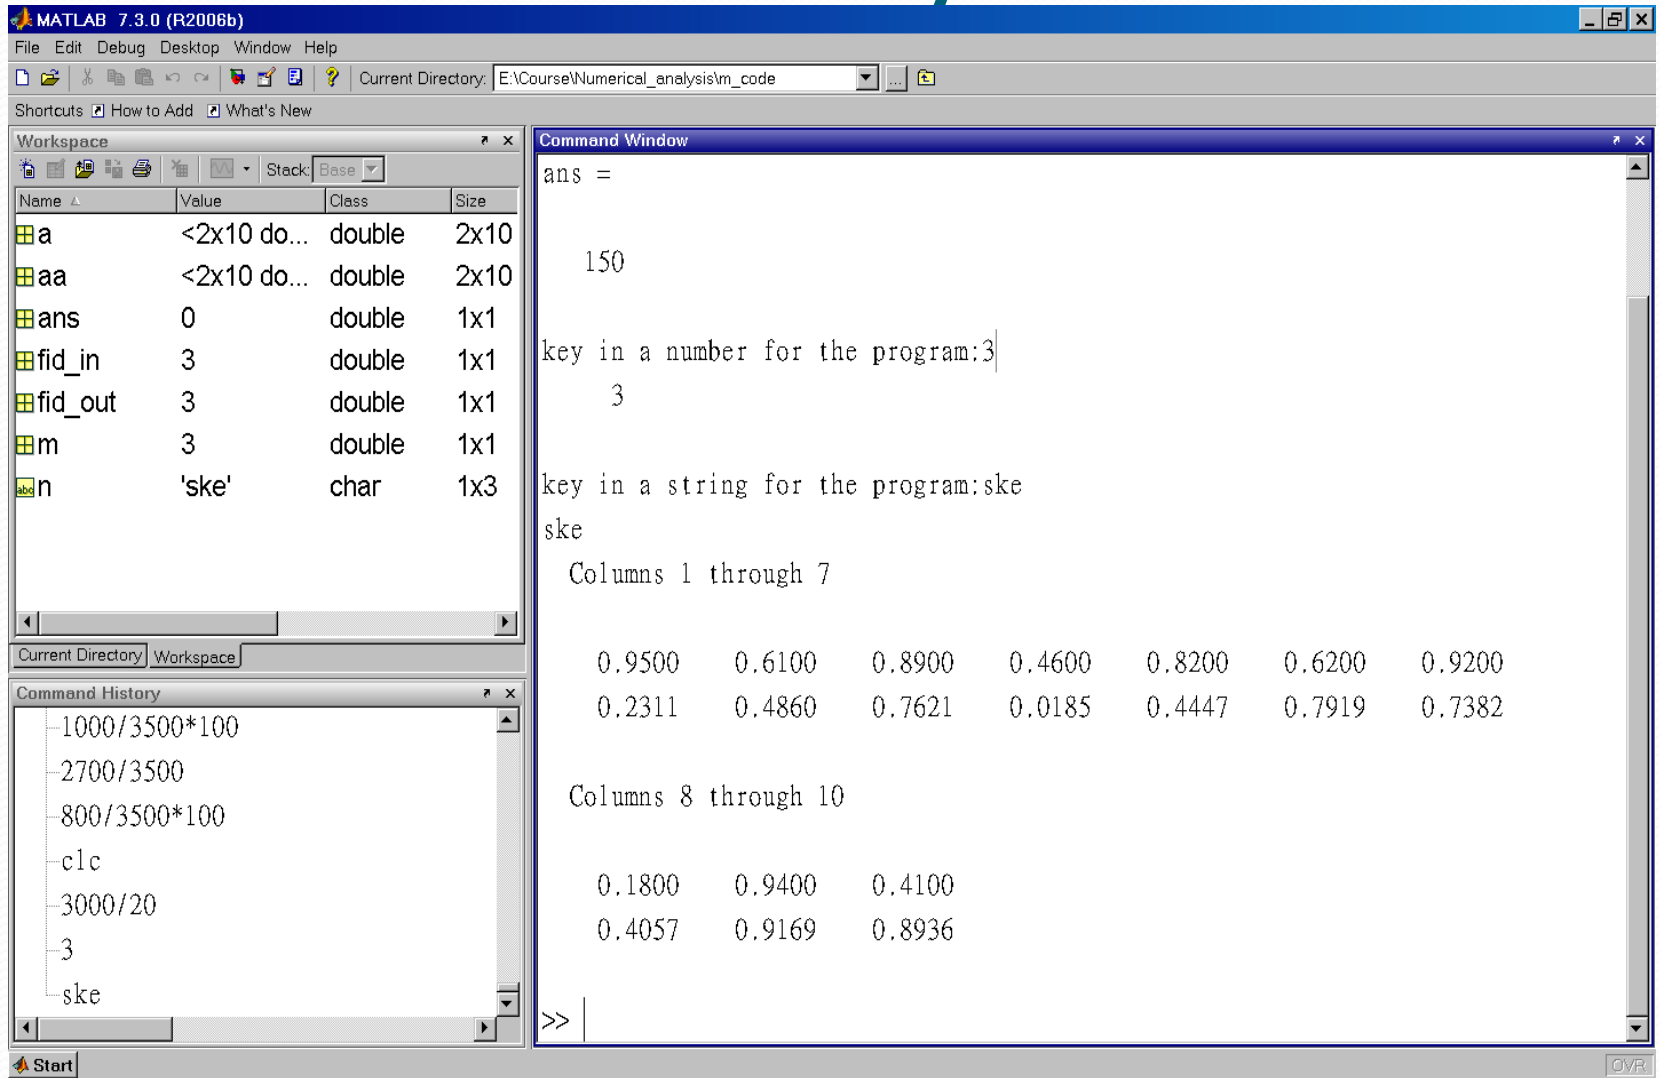 MATLAB 7.3.0 (R2006b)
File Edit Debug Desktop Window Help
Current Directory: E:\Course\Numerical_analysis\m_code
Shortcuts How to Add What's New
Workspace
Stack: Base
Name Value Class Size
a <2x10 do... double 2x10
aa <2x10 do... double 2x10
ans 0 double 1x1
fid_in 3 double 1x1
fid_out 3 double 1x1
m 3 double 1x1
abc n 'ske' char 1x3
Current Directory Workspace
Command History
1000/3500*100
2700/3500
800/3500*100
clc
3000/20
3
ske
Command Window
ans =
150
key in a number for the program:3
3
key in a string for the program:ske
ske
Columns 1 through 7
0.9500 0.6100 0.8900 0.4600 0.8200 0.6200 0.9200
0.2311 0.4860 0.7621 0.0185 0.4447 0.7919 0.7382
Columns 8 through 10
0.1800 0.9400 0.4100
0.4057 0.9169 0.8936
>>
Start
OVR